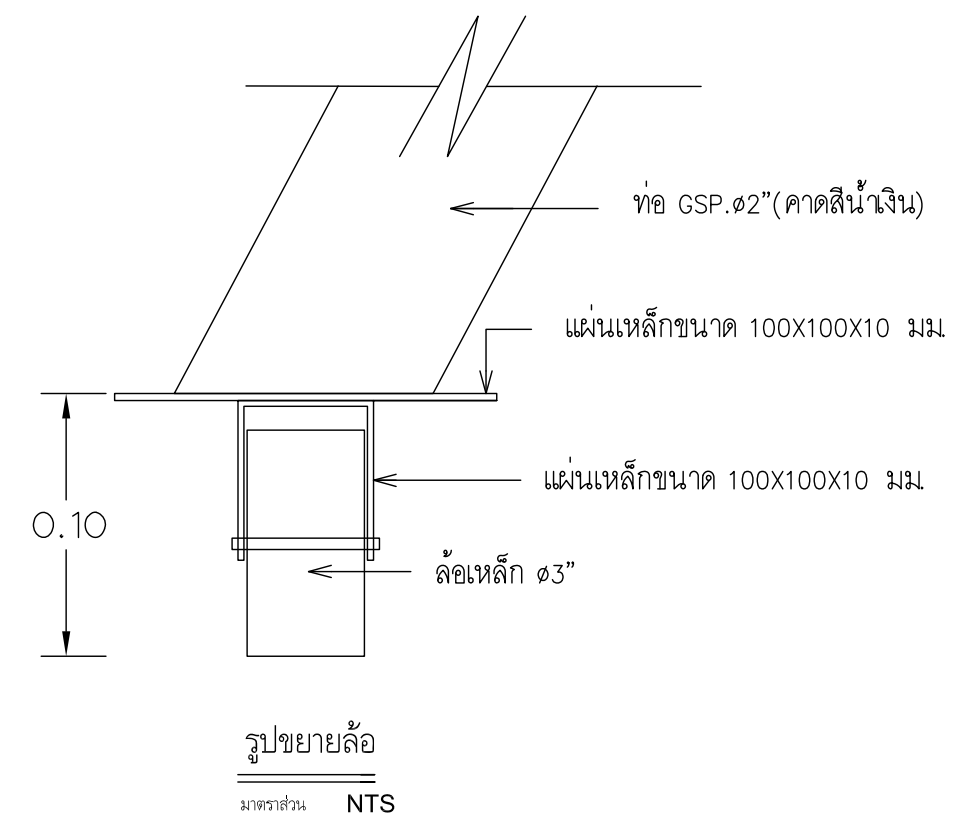 ท่อ GSP.ø2"(คาดสีน้ำเงิน)
แผ่นเหล็กขนาด 100X100X10 มม.
แผ่นเหล็กขนาด 100X100X10 มม.
0.10
ล้อเหล็ก ø3"
รูปขยายล้อ
มาตราส่วน NTS